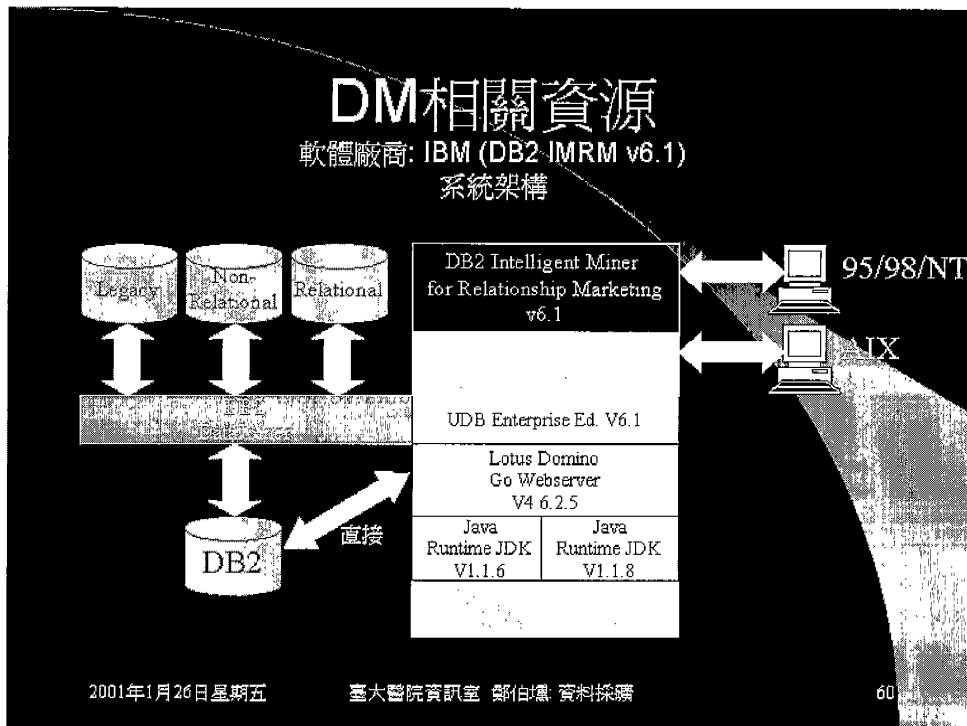 DM相關資源
軟體廠商: IBM (DB2 IMRM v6.1)
系統架構
Legacy
Non-
Relational
Relational
DB2 Intelligent Miner
for Relationship Marketing
v6.1
95/98/NT
AIX
UDB Enterprise Ed. V6.1
Lotus Domino
Go Webserver
V4 6.2.5
直接
DB2
Java
Runtime JDK
V1.1.6
Java
Runtime JDK
V1.1.8
2001年1月26日星期五
臺大醫院資訊室 鄭伯壎 資料採礦
60